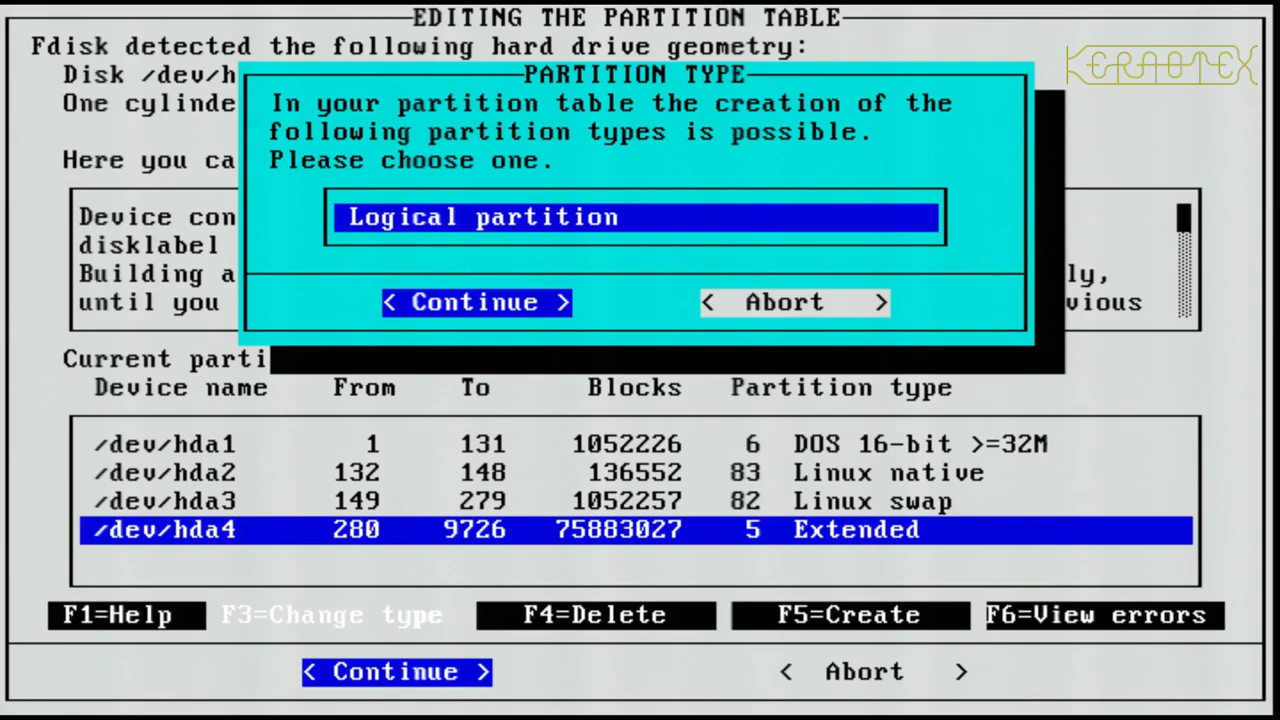 EDITING THE PARTITION TABLE
Fdisk detected the following hard drive geometry:
KERNOTEX
Disk /dev/h
PARTITION TYPE
One cylinde
In your partition table the creation of the
following partition types is possible.
Please choose one.
Here you ca
Logical partition
Device con
disklabel
Building a
ly,
until you
vious
< Continue >
< Abort >
Current parti
Device name From To Blocks Partition type
/dev/hda1 1 131 1052226 6 DOS 16-bit >=32M
/dev/hda2 132 148 136552 83 Linux native
/dev/hda3 149 279 1052257 82 Linux swap
/dev/hda4 280 9726 75883027 5 Extended
F1=Help F3=Change type F4=Delete F5=Create F6=View errors
< Continue > < Abort >